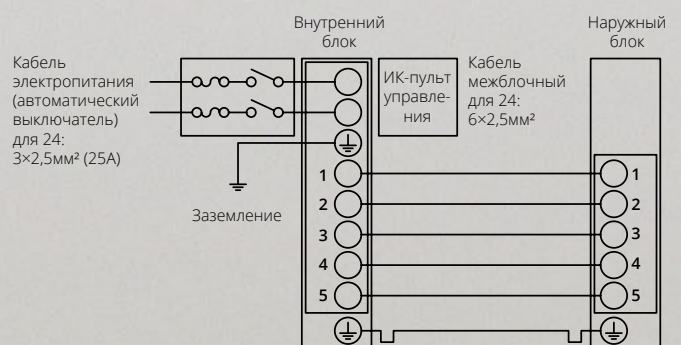 Внутренний
блок
Наружный
блок
Кабель
электропитания
(автоматический
выключатель)
для 24:
3×2,5мм² (25А)
ИК-пульт
управле-
ния
Кабель
межблочный
для 24:
6×2,5мм²
Заземление
1
2
3
4
5
1
2
3
4
5